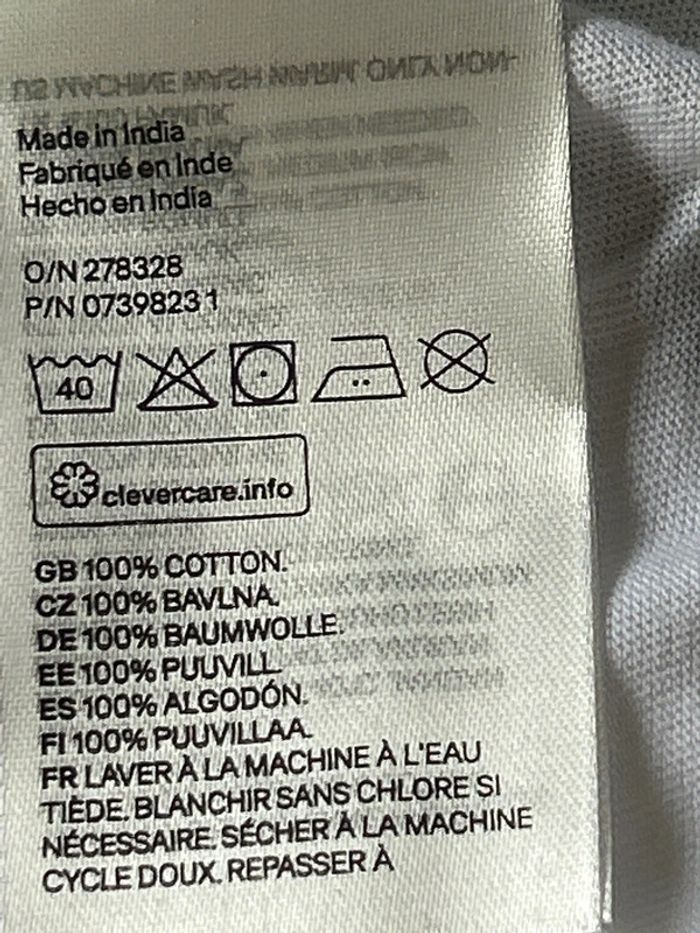 Made in India
Fabriqué en Inde
Hecho en India
O/N 278328
P/N 07398231
40
clevercare.info
GB 100% COTTON.
CZ 100% BAVLNA.
DE 100% BAUMWOLLE.
EE 100% PUUVILL.
ES 100% ALGODÓN.
FI 100% PUUVILLAA.
FR LAVER À LA MACHINE À L'EAU
TIÈDE. BLANCHIR SANS CHLORE SI
NÉCESSAIRE. SÉCHER À LA MACHINE
CYCLE DOUX. REPASSER À